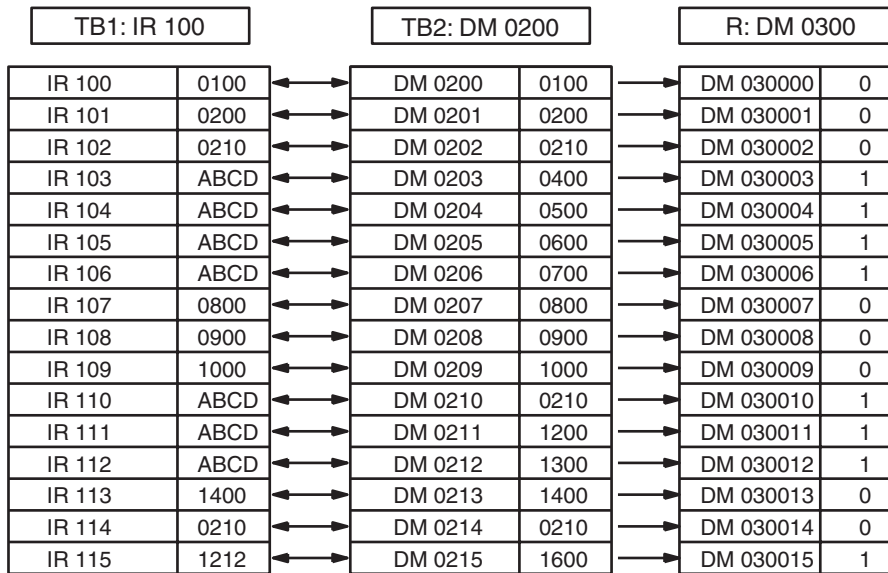 TB1: IR 100 TB2: DM 0200 R: DM 0300
IR 100 0100 DM 0200 0100 DM 030000 0
IR 101 0200 DM 0201 0200 DM 030001 0
IR 102 0210 DM 0202 0210 DM 030002 0
IR 103 ABCD DM 0203 0400 DM 030003 1
IR 104 ABCD DM 0204 0500 DM 030004 1
IR 105 ABCD DM 0205 0600 DM 030005 1
IR 106 ABCD DM 0206 0700 DM 030006 1
IR 107 0800 DM 0207 0800 DM 030007 0
IR 108 0900 DM 0208 0900 DM 030008 0
IR 109 1000 DM 0209 1000 DM 030009 0
IR 110 ABCD DM 0210 0210 DM 030010 1
IR 111 ABCD DM 0211 1200 DM 030011 1
IR 112 ABCD DM 0212 1300 DM 030012 1
IR 113 1400 DM 0213 1400 DM 030013 0
IR 114 0210 DM 0214 0210 DM 030014 0
IR 115 1212 DM 0215 1600 DM 030015 1